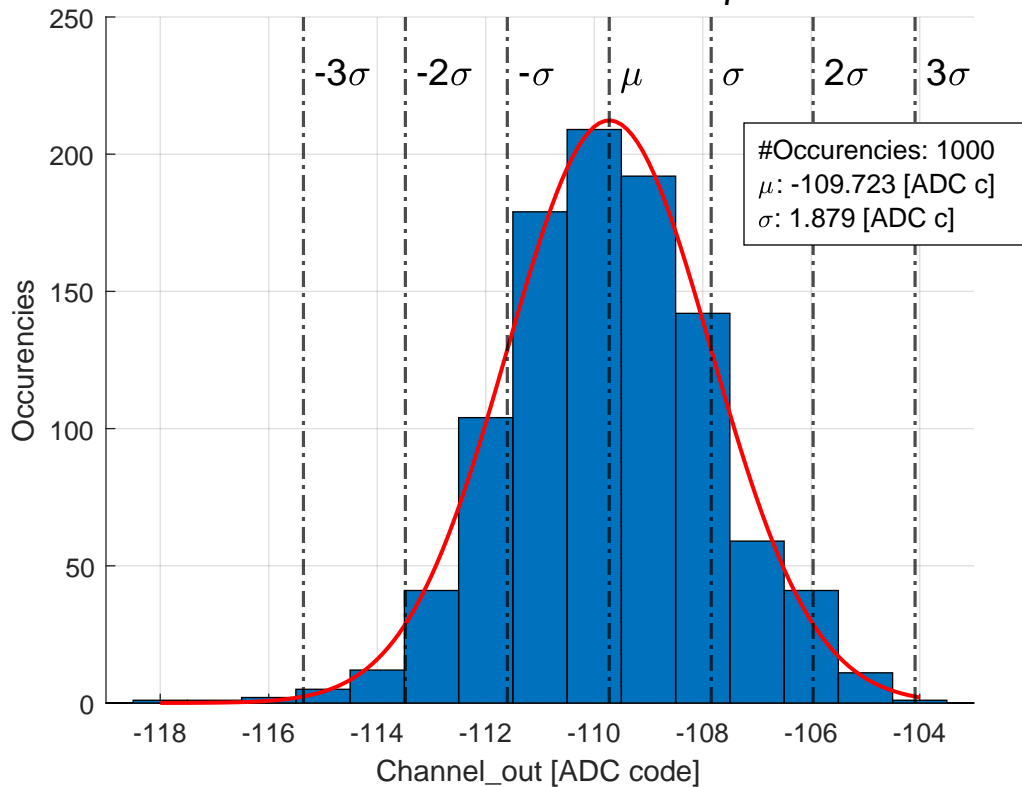 250
200
150
100
50
0
-3σ
-2σ
-σ
μ
σ
2σ
3σ
#Occurencies: 1000
μ: -109.723 [ADC c]
σ: 1.879 [ADC c]
Occurencies
-118
-116
-114
-112
-110
-108
-106
-104
Channel_out [ADC code]